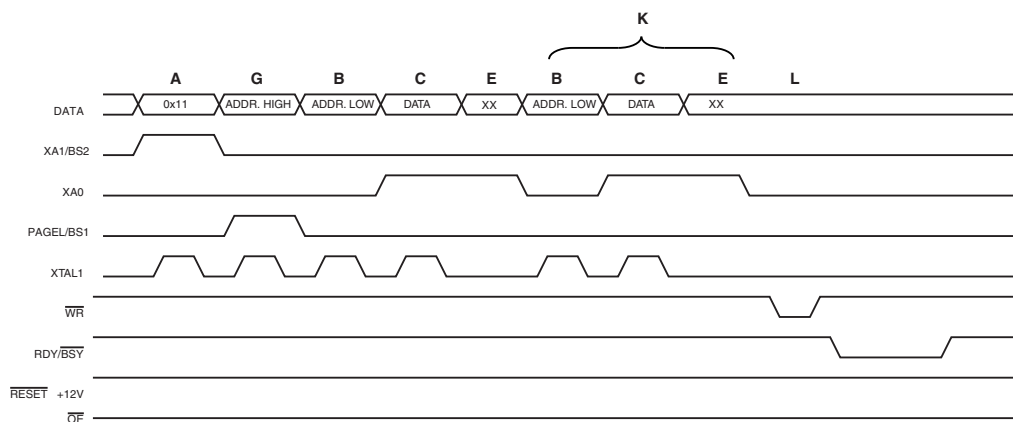 K
A G B C E B C E L
DATA 0x11 ADDR. HIGH ADDR. LOW DATA XX ADDR. LOW DATA XX
XA1/BS2
XA0
PAGEL/BS1
XTAL1
WR
RDY/BSY
RESET +12V
OE